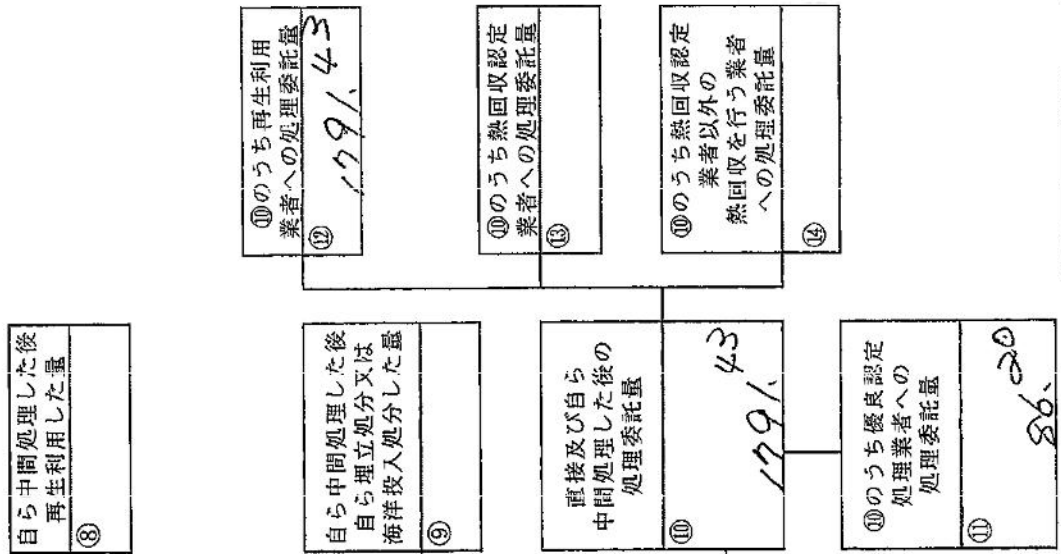 自ら中間処理した後
再生利用した量
⑧
自ら中間処理した後
自ら埋立処分又は
海洋投入処分した量
⑨
直接及び自ら
中間処理した後の
処理委託量
⑩
1791.43
⑩のうち優良認定
処理業者への
処理委託量
⑪
86.20
⑩のうち再生利用
業者への処理委託量
⑫
1791.43
⑩のうち熱回収認定
業者への処理委託量
⑬
⑩のうち熱回収認定
業者以外の
熱回収を行う業者
への処理委託量
⑭